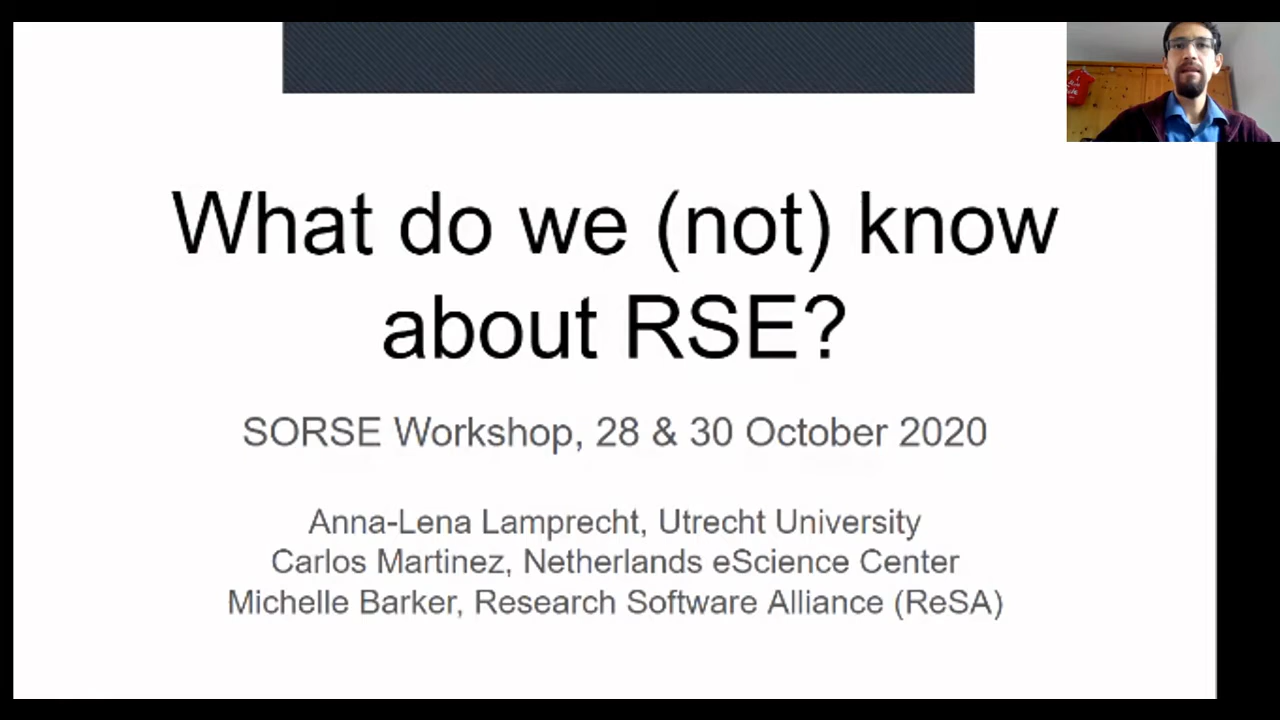 What do we (not) know
about RSE?
SORSE Workshop, 28 & 30 October 2020
Anna-Lena Lamprecht, Utrecht University
Carlos Martinez, Netherlands eScience Center
Michelle Barker, Research Software Alliance (ReSA)